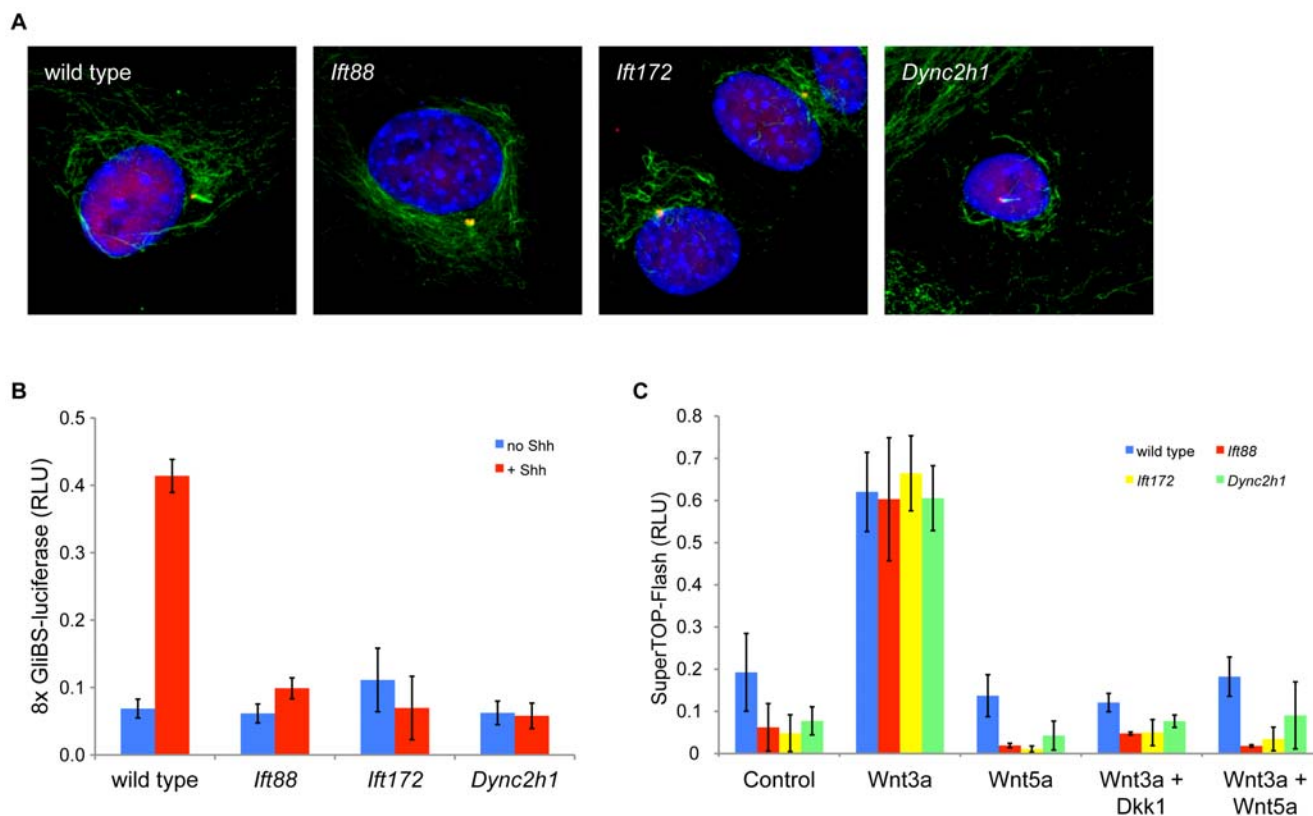 A
wild type
Ift88
Ift172
Dync2h1
B
8x GliBS-luciferase (RLU)
0.5
0.4
0.3
0.2
0.1
0.0
no Shh
+ Shh
wild type
Ift88
Ift172
Dync2h1
C
SuperTOP-Flash (RLU)
0.8
0.7
0.6
0.5
0.4
0.3
0.2
0.1
0
wild type
Ift88
Ift172
Dync2h1
Control
Wnt3a
Wnt5a
Wnt3a +
Dkk1
Wnt3a +
Wnt5a